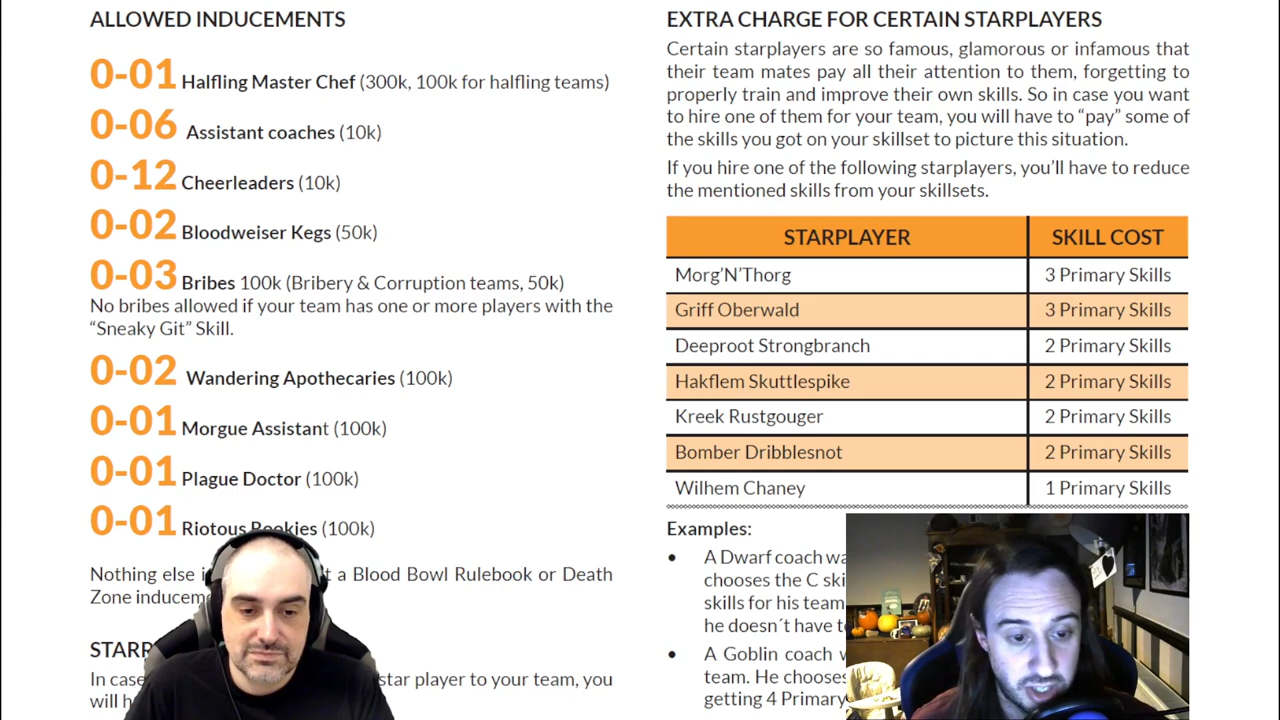 ALLOWED INDUCEMENTS
0-01 Halfling Master Chef (300k, 100k for halfling teams)
0-06 Assistant coaches (10k)
0-12 Cheerleaders (10k)
0-02 Bloodweiser Kegs (50k)
0-03 Bribes 100k (Bribery & Corruption teams, 50k)
No bribes allowed if your team has one or more players with the
“Sneaky Git” Skill.
0-02 Wandering Apothecaries (100k)
0-01 Morgue Assistant (100k)
0-01 Plague Doctor (100k)
0-01 Riotous Rookies (100k)
Nothing else a Blood Bowl Rulebook or Death
Zone
In case star player to your team, you
will
EXTRA CHARGE FOR CERTAIN STARPLAYERS
Certain starplayers are so famous, glamorous or infamous that
their team mates pay all their attention to them, forgetting to
properly train and improve their own skills. So in case you want
to hire one of them for your team, you will have to “pay” some of
the skills you got on your skillset to picture this situation.
If you hire one of the following starplayers, you’ll have to reduce
the mentioned skills from your skillsets.
STARPLAYER SKILL COST
Morg’N’Thorg 3 Primary Skills
Griff Oberwald 3 Primary Skills
Deeproot Strongbranch 2 Primary Skills
Hakflem Skuttlespike 2 Primary Skills
Kreek Rustgouger 2 Primary Skills
Bomber Dribblesnot 2 Primary Skills
Wilhem Chaney 1 Primary Skills
Examples:
• A Dwarf coach
chooses the C
skills for his team
he doesn´t have
• A Goblin coach
team. He chooses
getting 4 Primary